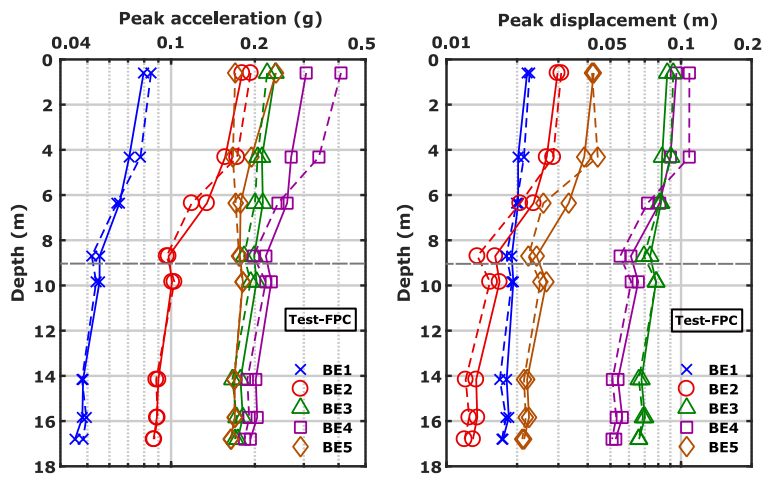 Peak acceleration (g)
0.04 0.1 0.2 0.5
0
2
4
6
8
10
12
14
16
18
Depth (m)
Test-FPC
BE1
BE2
BE3
BE4
BE5
Peak displacement (m)
0.01 0.05 0.1 0.2
0
2
4
6
8
10
12
14
16
18
Depth (m)
Test-FPC
BE1
BE2
BE3
BE4
BE5